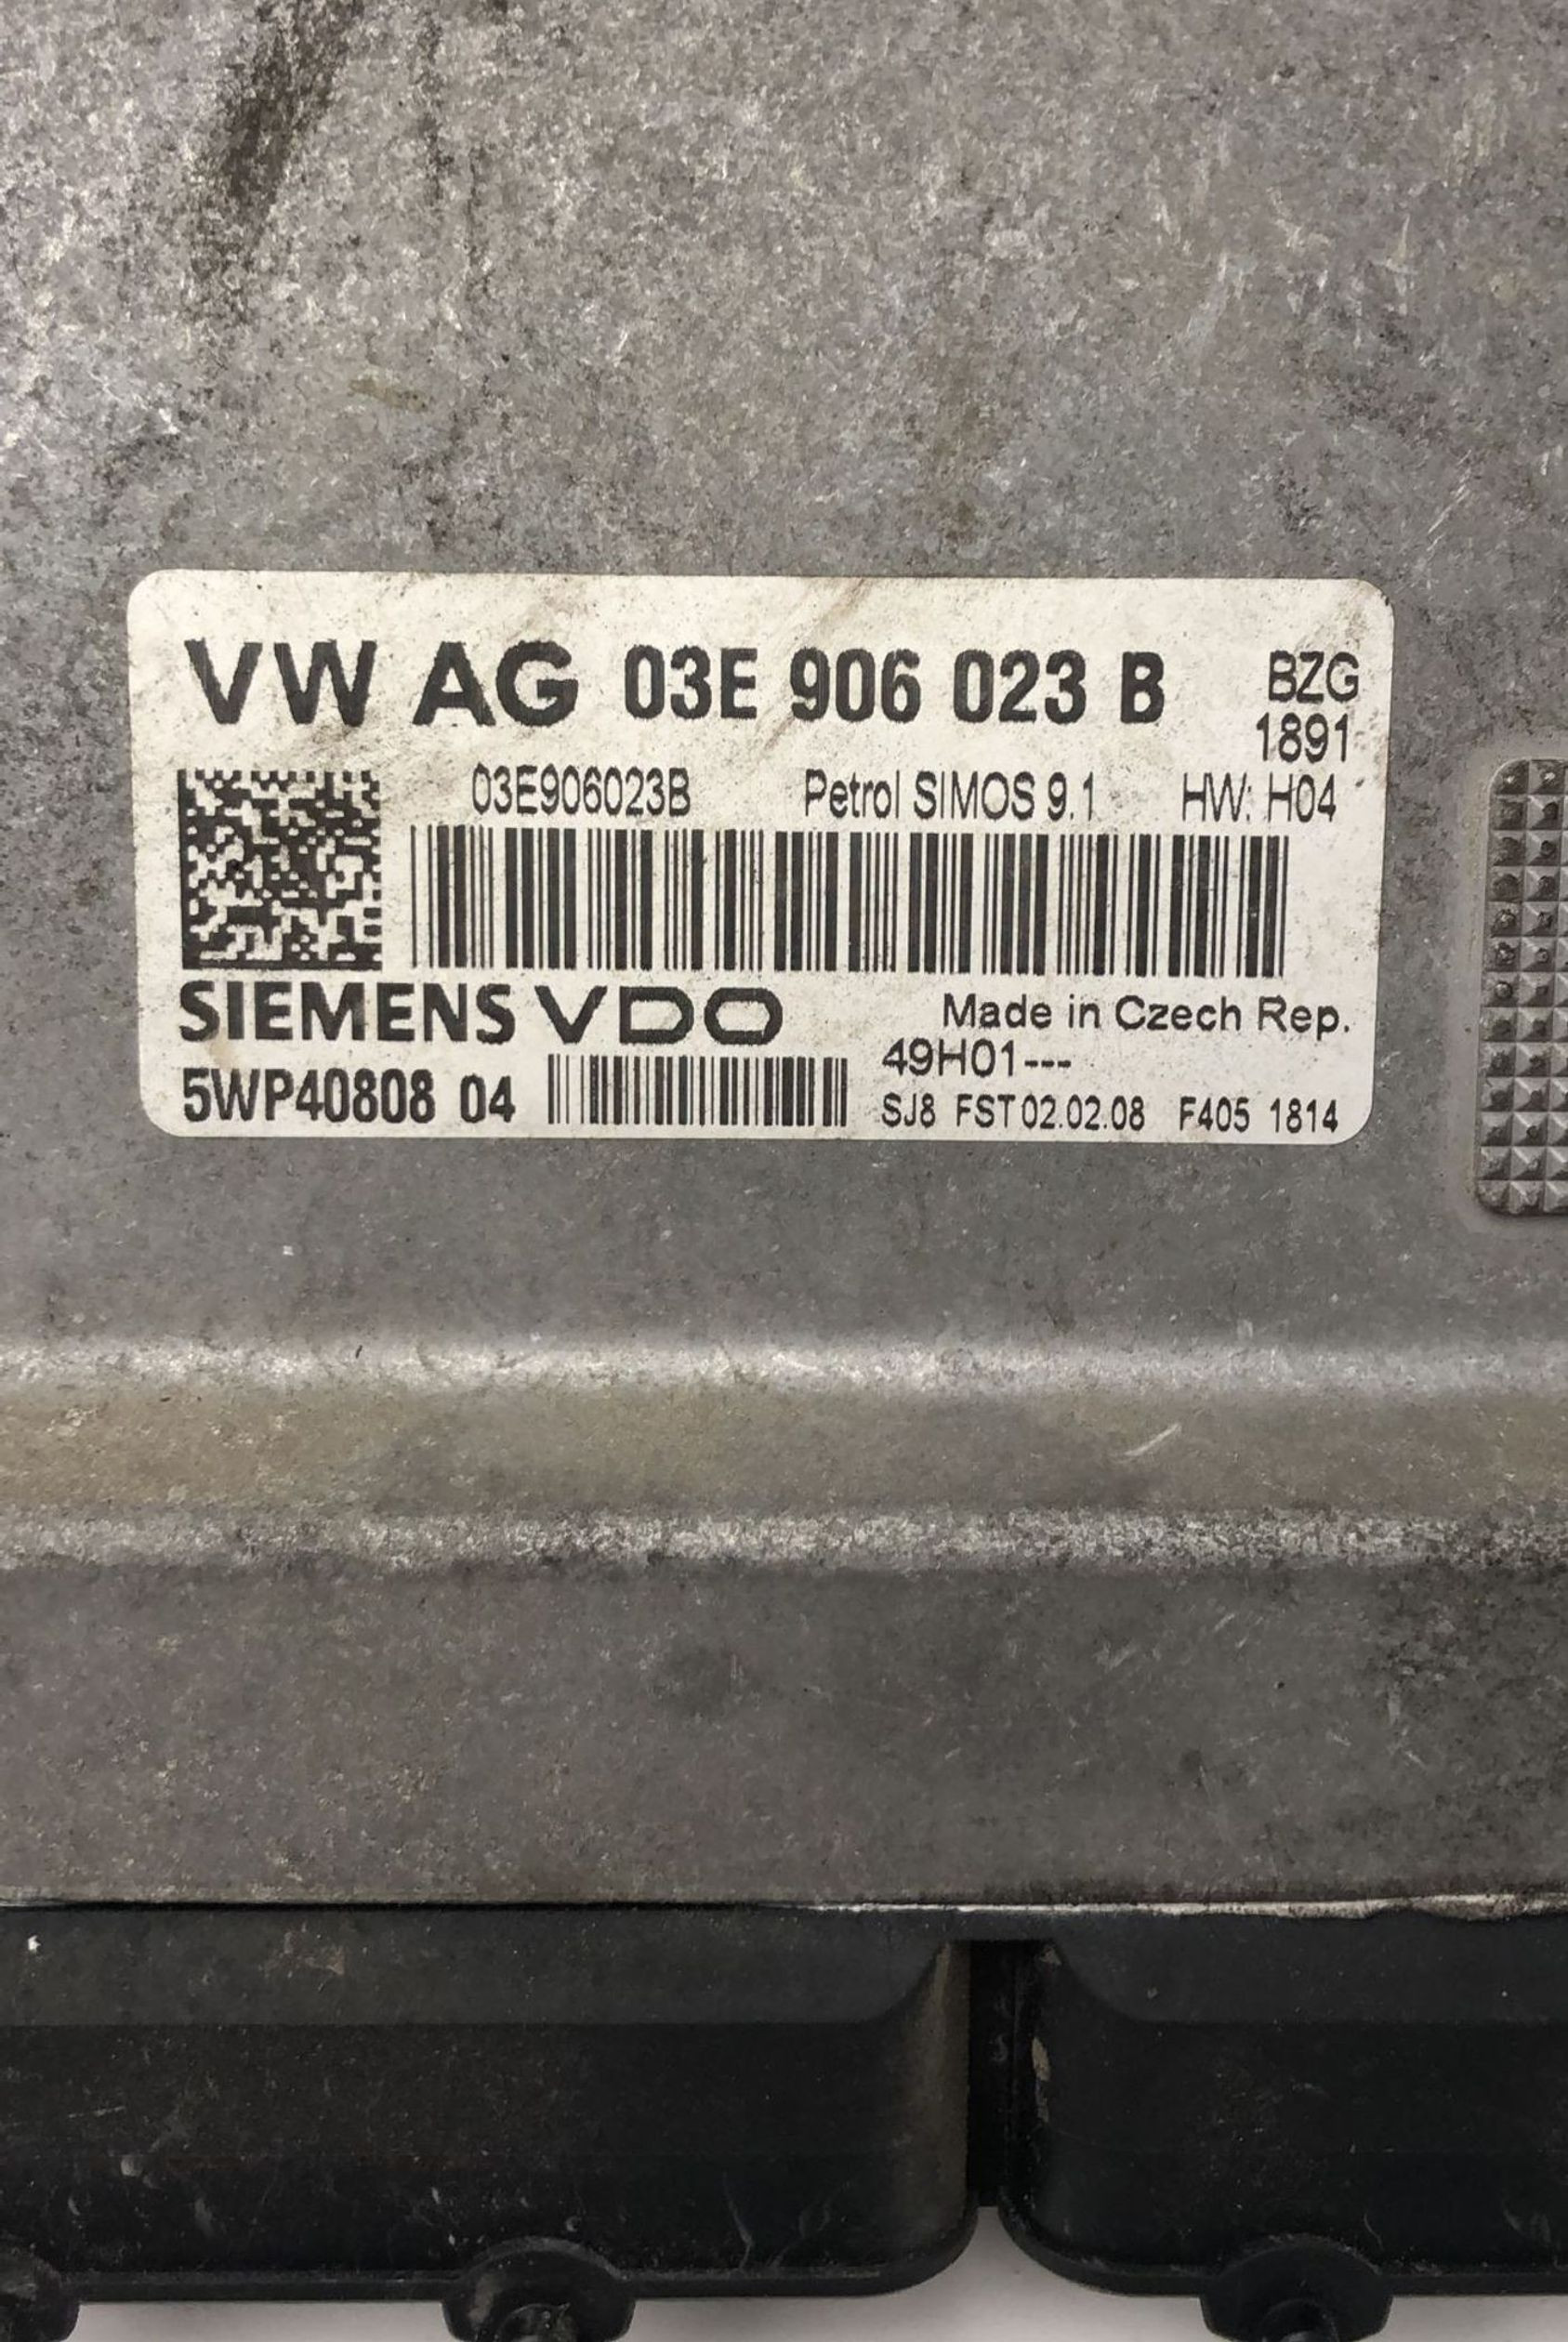 VW AG 03E 906 023 B BZG
1891
03E906023B Petrol SIMOS 9.1 HW: H04
SIEMENS VDO Made in Czech Rep.
49H01---
5WP40808 04 SJ8 FST 02.02.08 F405 1814